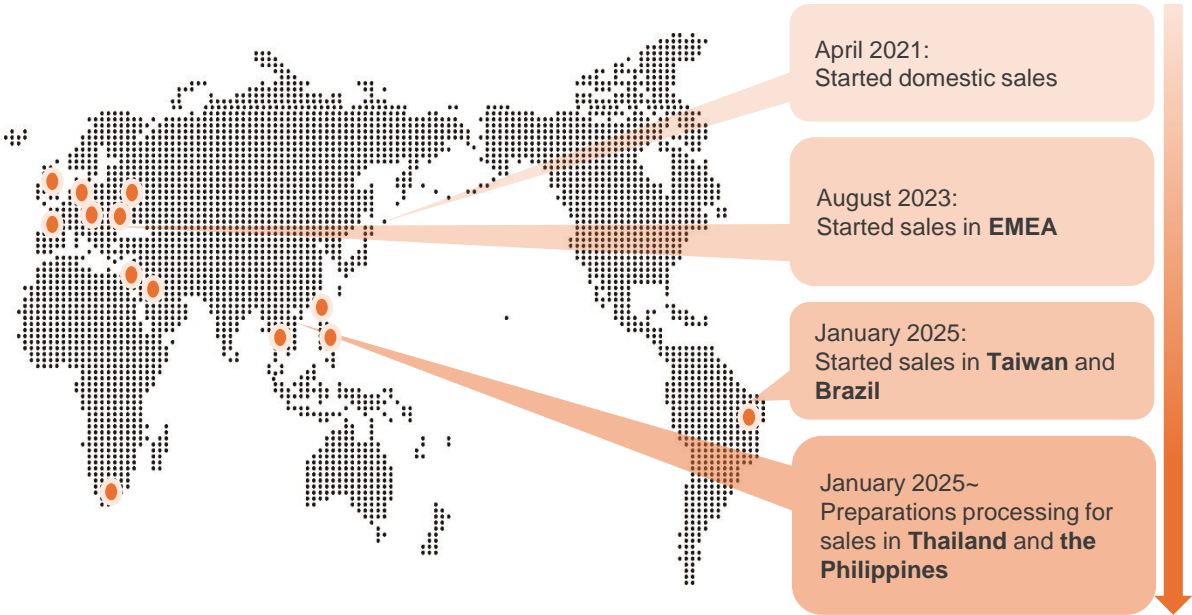 April 2021:
Started domestic sales
August 2023:
Started sales in EMEA
January 2025:
Started sales in Taiwan and
Brazil
January 2025~
Preparations processing for
sales in Thailand and the
Philippines